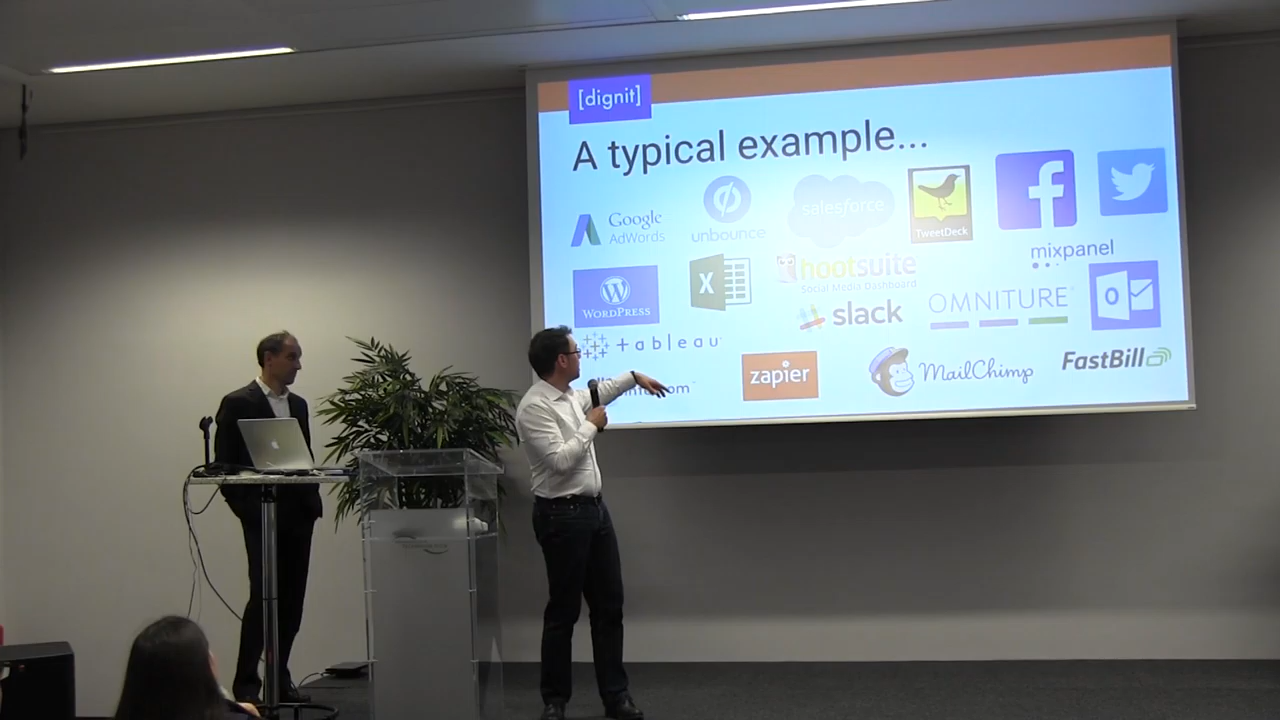 [dignit]
A typical example...
Google
AdWords
unbounce
salesforce
TweetDeck
mixpanel
WORDPRESS
X
hootsuite
Social Media Dashboard
slack
OMNITURE
+ableau
zapier
MailChimp
FastBill